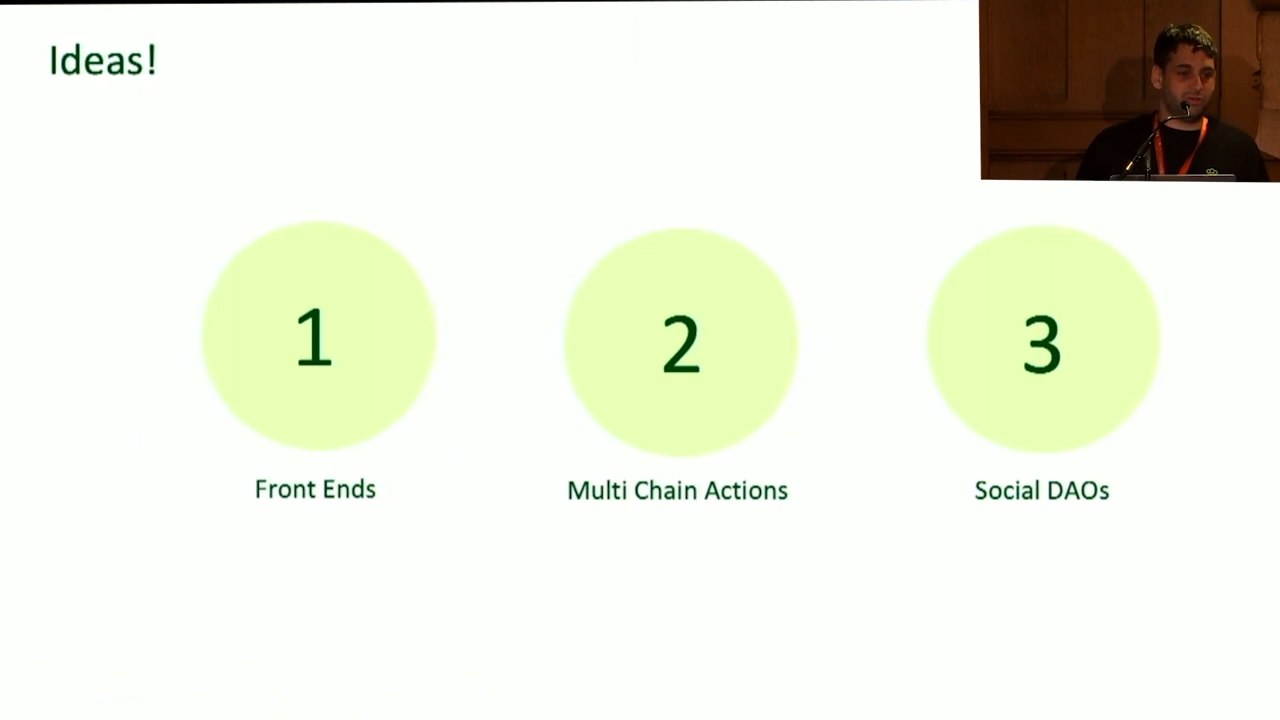 Ideas!
1
2
3
Front Ends
Multi Chain Actions
Social DAOs